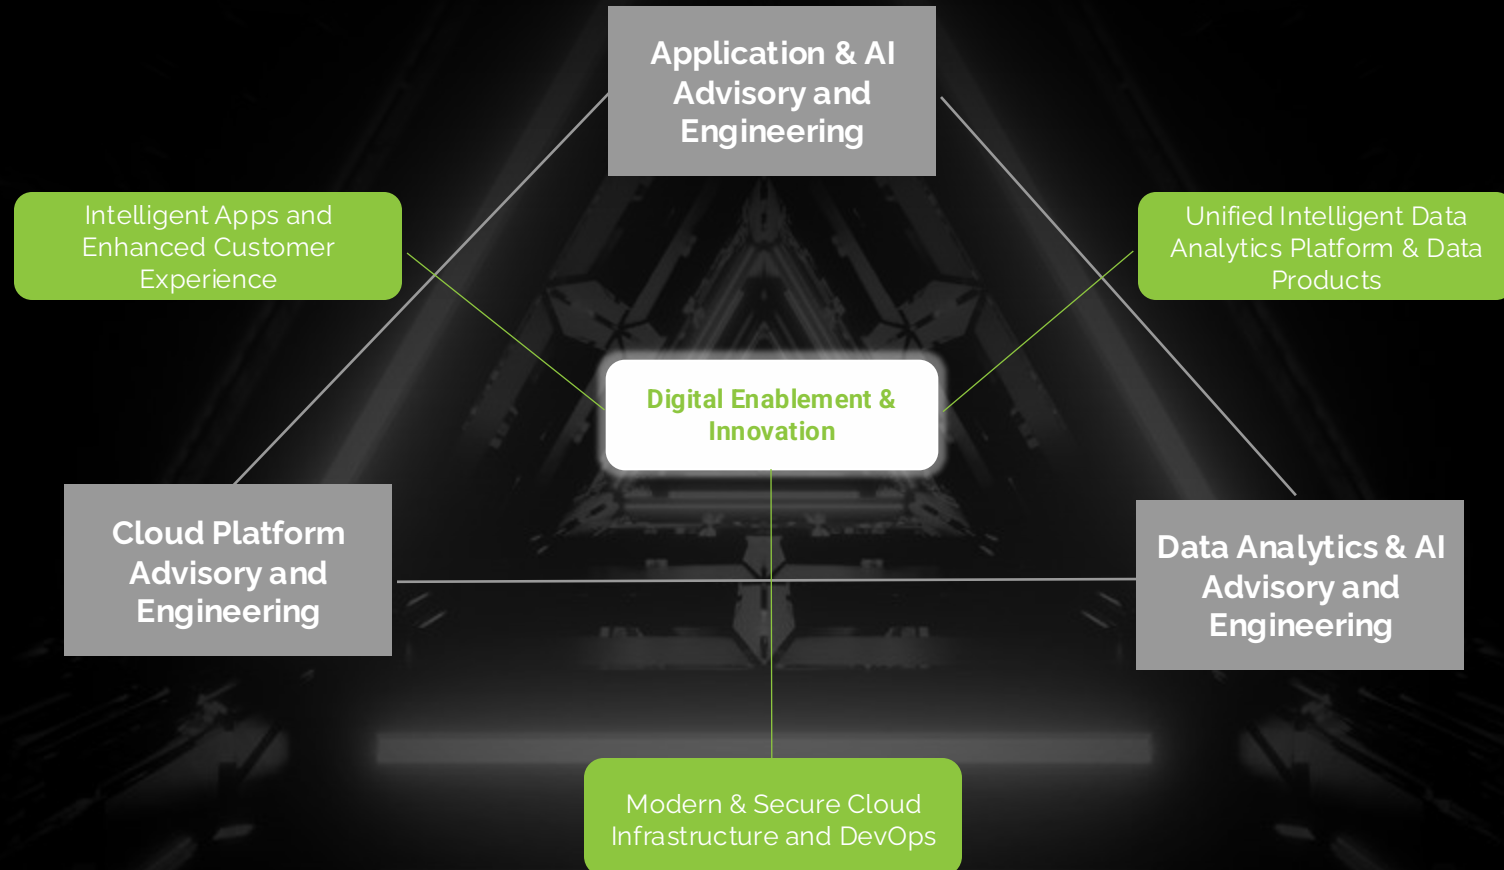 Application & AI
Advisory and
Engineering
Intelligent Apps and
Enhanced Customer
Experience
Unified Intelligent Data
Analytics Platform & Data
Products
Digital Enablement &
Innovation
Cloud Platform
Advisory and
Engineering
Data Analytics & AI
Advisory and
Engineering
Modern & Secure Cloud
Infrastructure and DevOps